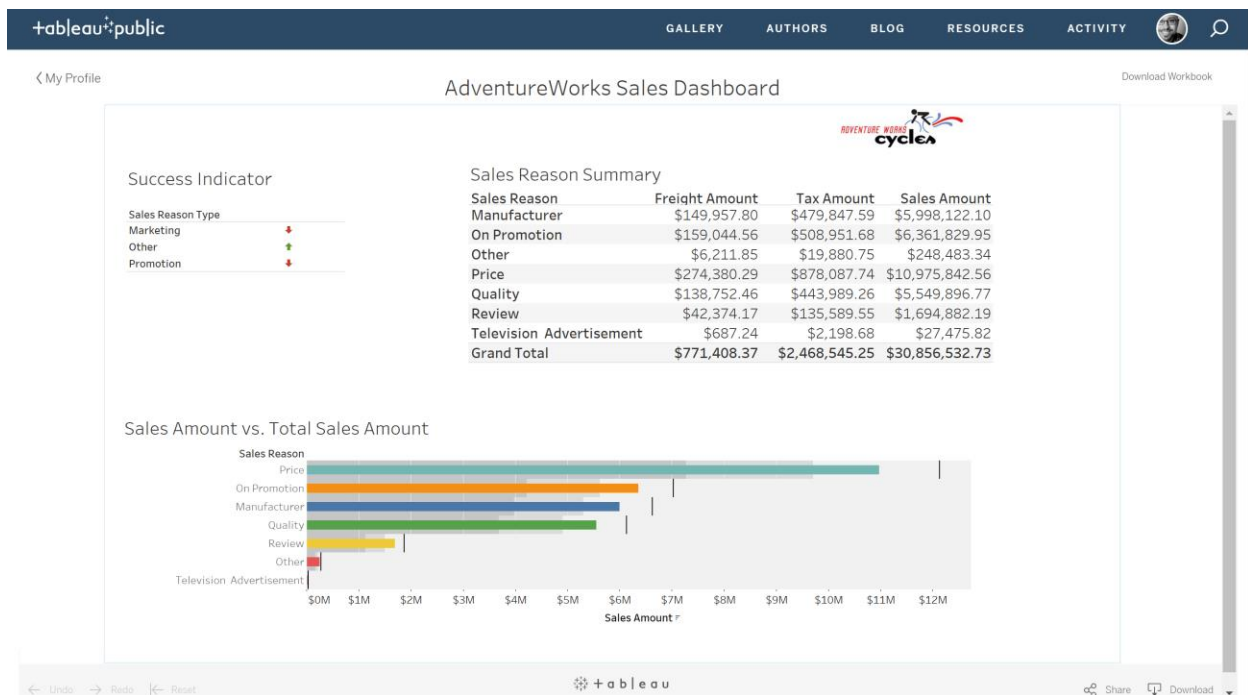 +ableau+public
GALLERY AUTHORS BLOG RESOURCES ACTIVITY
My Profile
AdventureWorks Sales Dashboard
Download Workbook
ADVENTURE WORKS
cycles
Success Indicator
Sales Reason Type
Marketing
Other
Promotion
Sales Reason Summary
Sales Reason Freight Amount Tax Amount Sales Amount
Manufacturer $149,957.80 $479,847.59 $5,998,122.10
On Promotion $159,044.56 $508,951.68 $6,361,829.95
Other $6,211.85 $19,880.75 $248,483.34
Price $274,380.29 $878,087.74 $10,975,842.56
Quality $138,752.46 $443,989.26 $5,549,896.77
Review $42,374.17 $135,589.55 $1,694,882.19
Television Advertisement $687.24 $2,198.68 $27,475.82
Grand Total $771,408.37 $2,468,545.25 $30,856,532.73
Sales Amount vs. Total Sales Amount
Sales Reason
Price
On Promotion
Manufacturer
Quality
Review
Other
Television Advertisement
$0M $1M $2M $3M $4M $5M $6M $7M $8M $9M $10M $11M $12M
Sales Amount
Undo Redo Reset
+ableau
Share Download